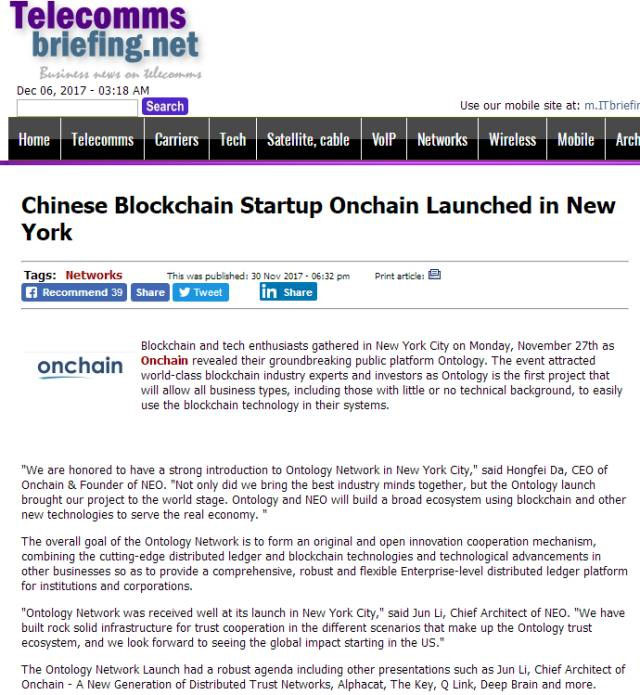 Telecomms
briefing.net
Business news on telecomms
Dec 06, 2017 - 03:18 AM
Search
Use our mobile site at: m.ITbriefin
Home Telecomms Carriers Tech Satellite, cable VoIP Networks Wireless Mobile Arch
Chinese Blockchain Startup Onchain Launched in New
York
Tags: Networks This was published: 30 Nov 2017 - 06:32 pm Print article:
Recommend 39 Share Tweet in Share
onchain
Blockchain and tech enthusiasts gathered in New York City on Monday, November 27th as
Onchain revealed their groundbreaking public platform Ontology. The event attracted
world-class blockchain industry experts and investors as Ontology is the first project that
will allow all business types, including those with little or no technical background, to easily
use the blockchain technology in their systems.
"We are honored to have a strong introduction to Ontology Network in New York City," said Hongfei Da, CEO of
Onchain & Founder of NEO. "Not only did we bring the best industry minds together, but the Ontology launch
brought our project to the world stage. Ontology and NEO will build a broad ecosystem using blockchain and other
new technologies to serve the real economy. "
The overall goal of the Ontology Network is to form an original and open innovation cooperation mechanism,
combining the cutting-edge distributed ledger and blockchain technologies and technological advancements in
other businesses so as to provide a comprehensive, robust and flexible Enterprise-level distributed ledger platform
for institutions and corporations.
"Ontology Network was received well at its launch in New York City," said Jun Li, Chief Architect of NEO. "We have
built rock solid infrastructure for trust cooperation in the different scenarios that make up the Ontology trust
ecosystem, and we look forward to seeing the global impact starting in the US."
The Ontology Network Launch had a robust agenda including other presentations such as Jun Li, Chief Architect of
Onchain - A New Generation of Distributed Trust Networks, Alphacat, The Key, Q Link, Deep Brain and more.